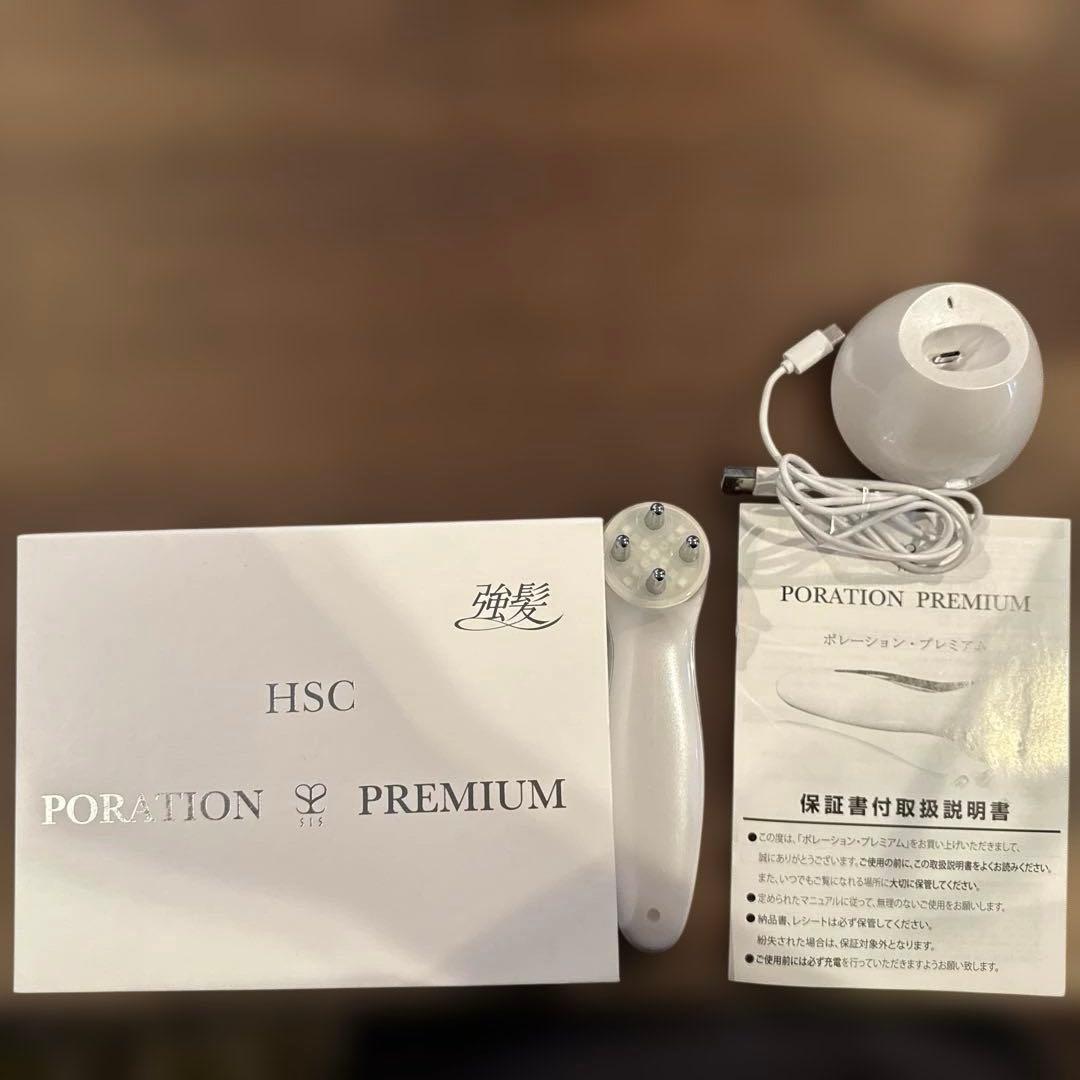 強髪
HSC
PORATION SIS PREMIUM
PORATION PREMIUM
ポレーション・プレミアム
保証書付取扱説明書
●この度は、「ポレーション・プレミアム」をお買い上げいただきまして、
誠にありがとうございます。ご使用の前に、この取扱説明書をよくお読みください。
また、いつでもご覧になれる場所に大切に保管してください。
●定められたマニュアルに従って、無理のないご使用をお願いします。
●納品書、レシートは必ず保管してください。
紛失された場合は、保証対象外となります。
●ご使用前には必ず充電を行っていただきますようお願い致します。